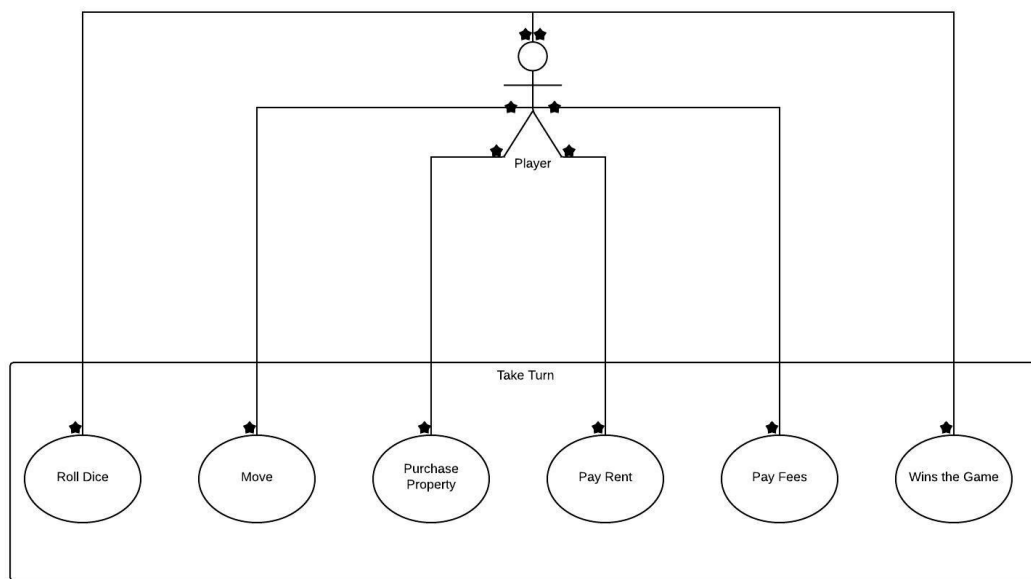 Player
Take Turn
Roll Dice
Move
Purchase
Property
Pay Rent
Pay Fees
Wins the Game